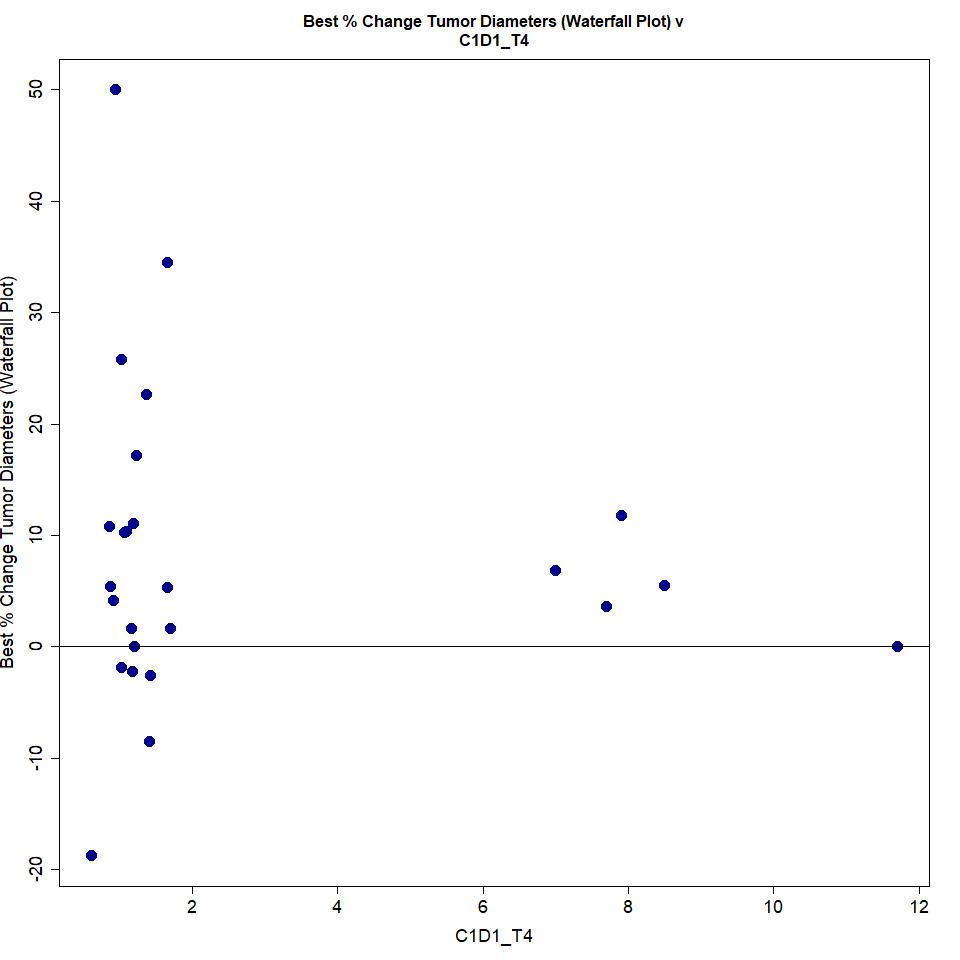 Best % Change Tumor Diameters (Waterfall Plot) v
C1D1_T4
Best % Change Tumor Diameters (Waterfall Plot)
50
40
30
20
10
0
-10
-20
2 4 6 8 10 12
C1D1_T4